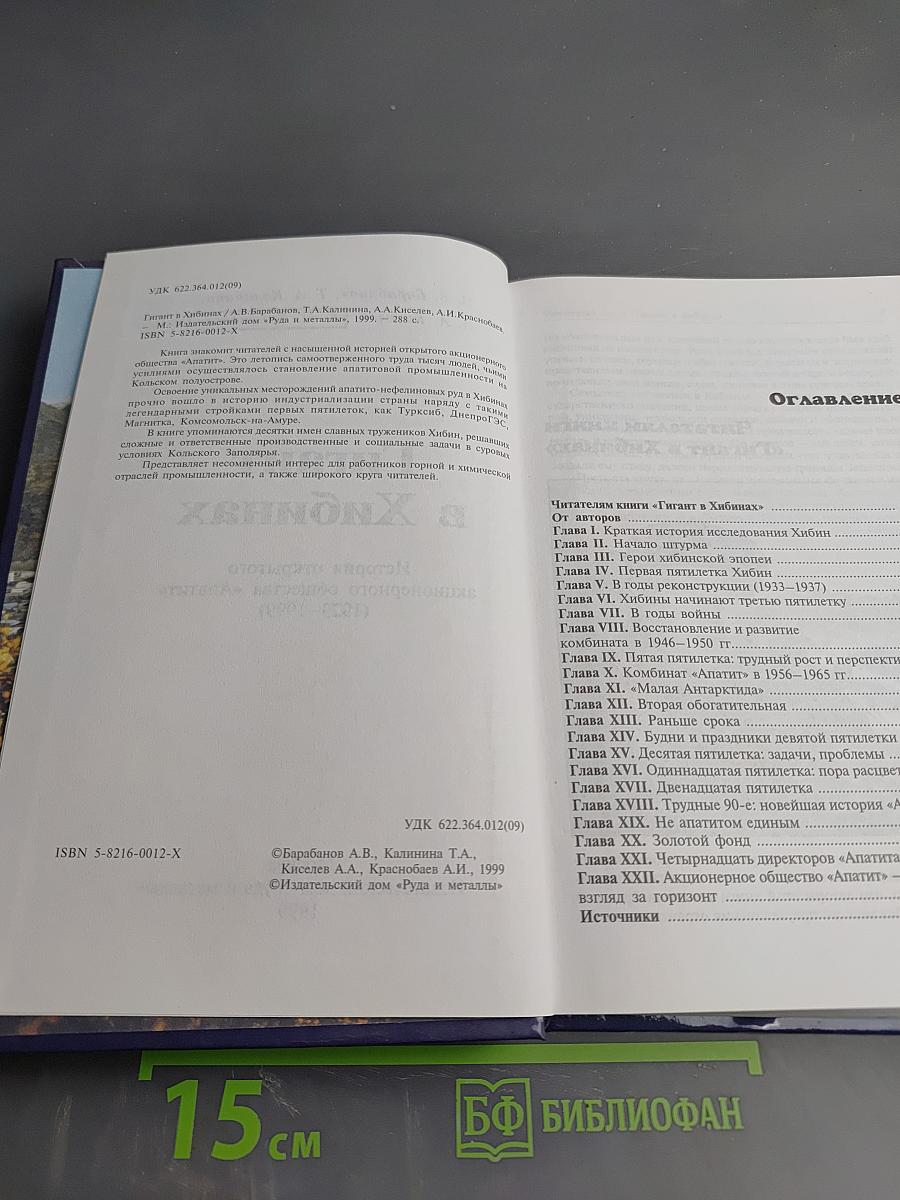 УДК 622.364.012(09)
Гигант в Хибинах / А.В.Барабанов, Т.А.Калинина, А.А.Киселев, А.И.Краснобаев
– М.: Издательский дом «Руда и металлы», 1999. – 288 с.
ISBN 5-8216-0012-X
Книга знакомит читателей с насыщенной историей открытого акционерного
общества «Апатит». Это летопись самоотверженного труда тысяч людей, чьими
усилиями осуществлялось становление апатитовой промышленности на
Кольском полуострове.
Освоение уникальных месторождений апатито-нефелиновых руд в Хибинах
прочно вошло в историю индустриализации страны наряду с такими
легендарными стройками первых пятилеток, как Турксиб, ДнепроГЭС,
Магнитка, Комсомольск-на-Амуре.
В книге упоминаются десятки имен славных тружеников Хибин, решавших
сложные и ответственные производственные и социальные задачи в суровых
условиях Кольского Заполярья.
Представляет несомненный интерес для работников горной и химической
отраслей промышленности, а также широкого круга читателей.
в Хибинах
История открытого
акционерного общества «Апатит»
УДК 622.364.012(09)
ISBN 5-8216-0012-X
©Барабанов А.В., Калинина Т.А.,
Киселев А.А., Краснобаев А.И., 1999
©Издательский дом «Руда и металлы»
1999
Оглавление
Читателям книги
«Гигант в Хибинах»
Читателям книги «Гигант в Хибинах» ....................
От авторов ....................
Глава I. Краткая история исследования Хибин ..........
Глава II. Начало штурма ....................
Глава III. Герои хибинской эпопеи ....................
Глава IV. Первая пятилетка Хибин ....................
Глава V. В годы реконструкции (1933–1937) ..........
Глава VI. Хибины начинают третью пятилетку ..........
Глава VII. В годы войны ....................
Глава VIII. Восстановление и развитие
комбината в 1946–1950 гг....................
Глава IX. Пятая пятилетка: трудный рост и перспекти
Глава X. Комбинат «Апатит» в 1956–1965 гг..........
Глава XI. «Малая Антарктида» ....................
Глава XII. Вторая обогатительная ....................
Глава XIII. Раньше срока ....................
Глава XIV. Будни и праздники девятой пятилетки
Глава XV. Десятая пятилетка: задачи, проблемы ...
Глава XVI. Одиннадцатая пятилетка: пора расцвет
Глава XVII. Двенадцатая пятилетка ....................
Глава XVIII. Трудные 90-е: новейшая история «А
Глава XIX. Не апатитом единым ....................
Глава XX. Золотой фонд ....................
Глава XXI. Четырнадцать директоров «Апатита
Глава XXII. Акционерное общество «Апатит» –
взгляд за горизонт ....................
Источники ....................
15 см
БФ БИБЛИОФАН